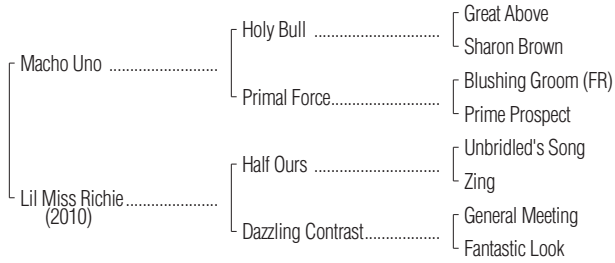 Great Above
Holy Bull ................................
Sharon Brown
Macho Uno ...........................
Blushing Groom (FR)
Primal Force............................
Prime Prospect
Unbridled's Song
Half Ours ................................
Zing
Lil Miss Richie.......................
(2010)
General Meeting
Dazzling Contrast...................
Fantastic Look